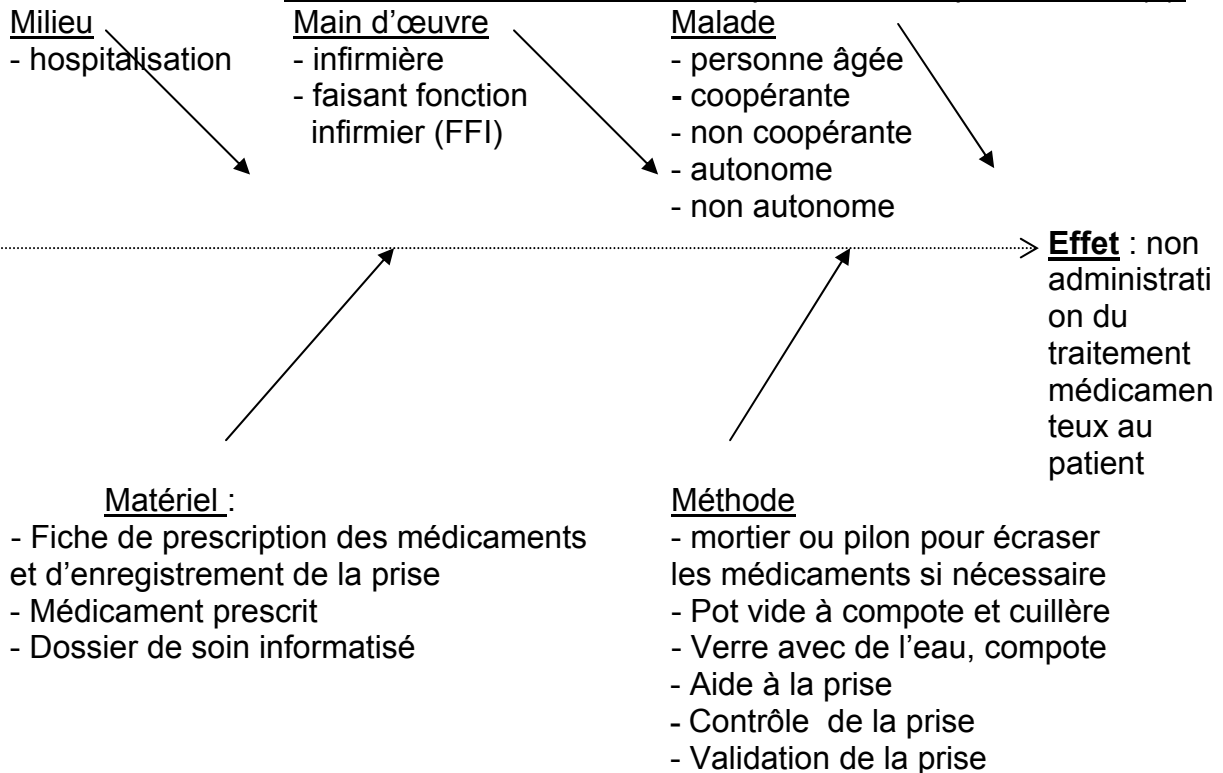 Milieu
- hospitalisation
Main d’œuvre
- infirmière
- faisant fonction
infirmier (FFI)
Malade
- personne âgée
- coopérante
- non coopérante
- autonome
- non autonome
Effet : non
administrati
on du
traitement
médicamen
teux au
patient
Matériel :
- Fiche de prescription des médicaments
et d’enregistrement de la prise
- Médicament prescrit
- Dossier de soin informatisé
Méthode
- mortier ou pilon pour écraser
les médicaments si nécessaire
- Pot vide à compote et cuillère
- Verre avec de l’eau, compote
- Aide à la prise
- Contrôle de la prise
- Validation de la prise